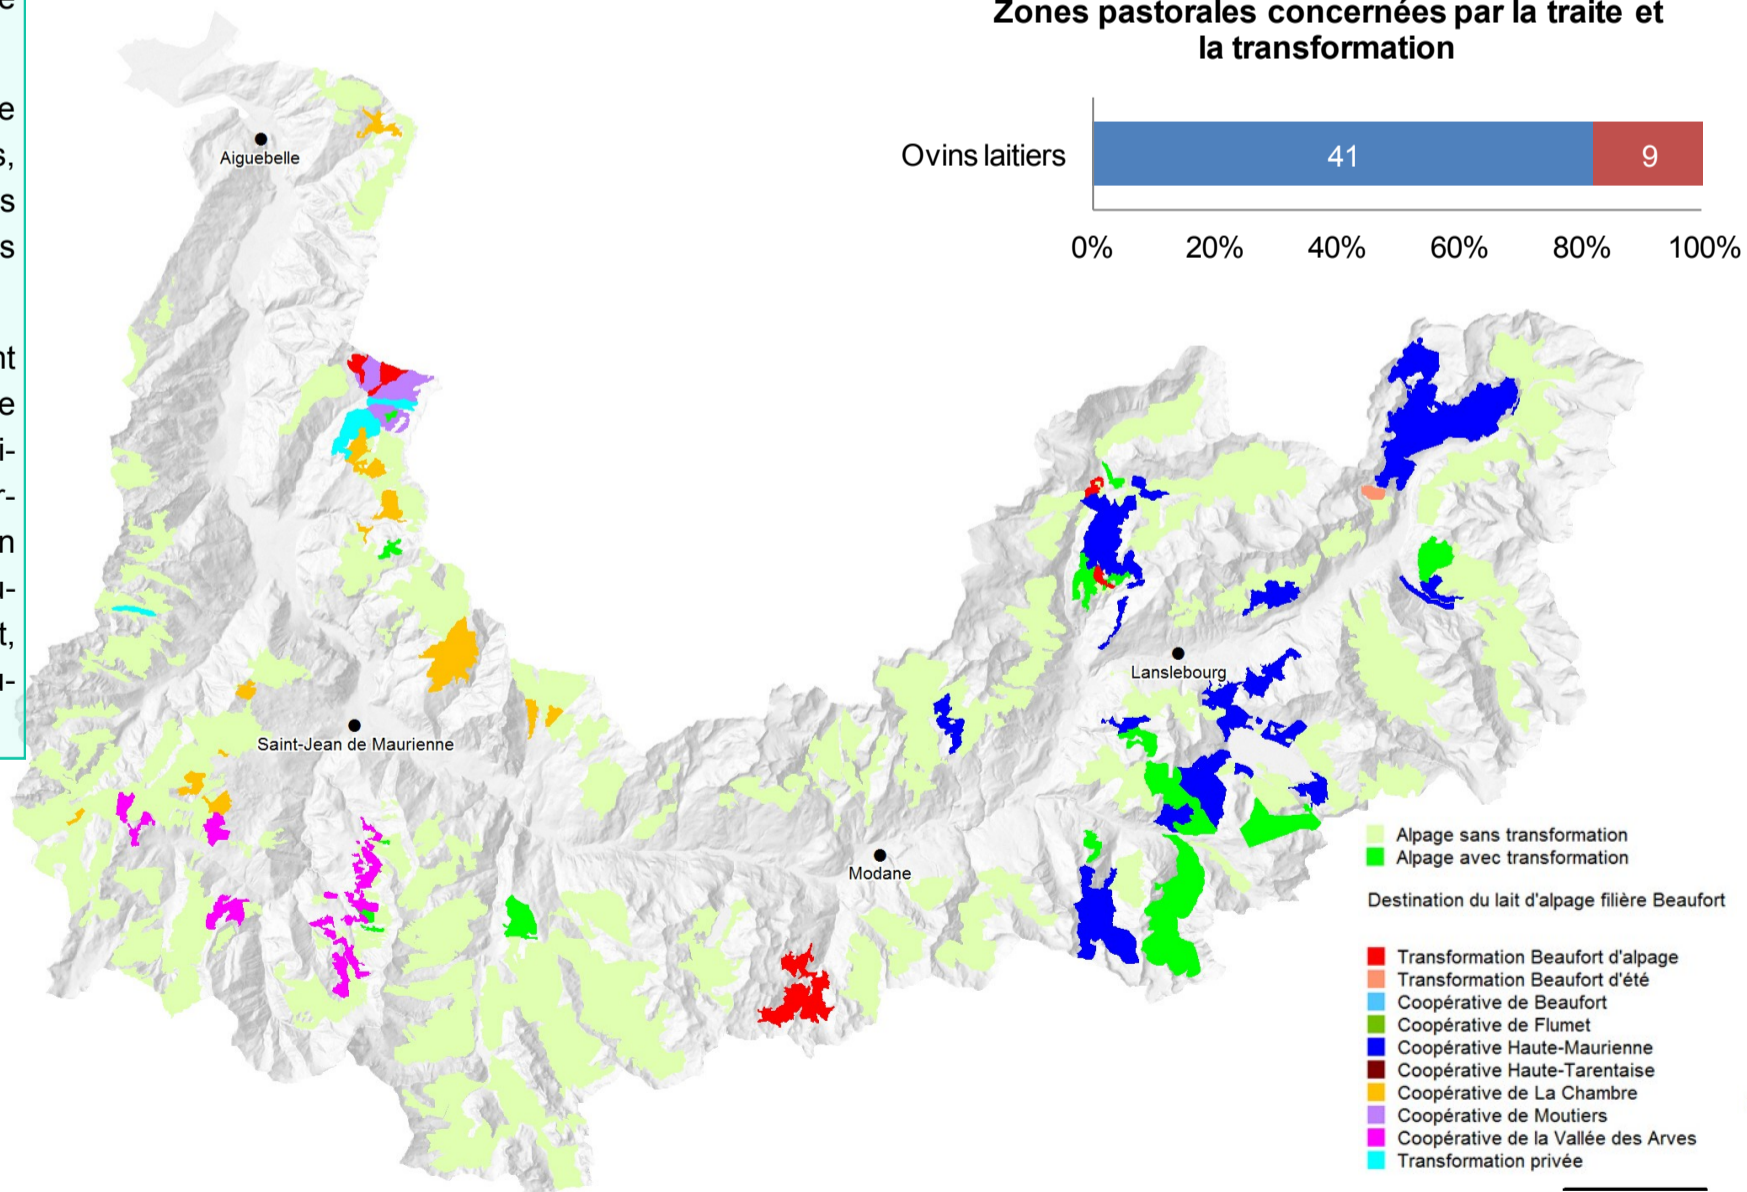 e
e
s,
s
s
nt
e
i-
r-
n
u-
t,
u-
Zones pastorales concernées par la traite et
la transformation
Ovins laitiers
41
9
0% 20% 40% 60% 80% 100%
Aiguebelle
Lanslebourg
Saint-Jean de Maurienne
Modane
Alpage sans transformation
Alpage avec transformation
Destination du lait d'alpage filière Beaufort
Transformation Beaufort d'alpage
Transformation Beaufort d'été
Coopérative de Beaufort
Coopérative de Flumet
Coopérative Haute-Maurienne
Coopérative Haute-Tarentaise
Coopérative de La Chambre
Coopérative de Moutiers
Coopérative de la Vallée des Arves
Transformation privée